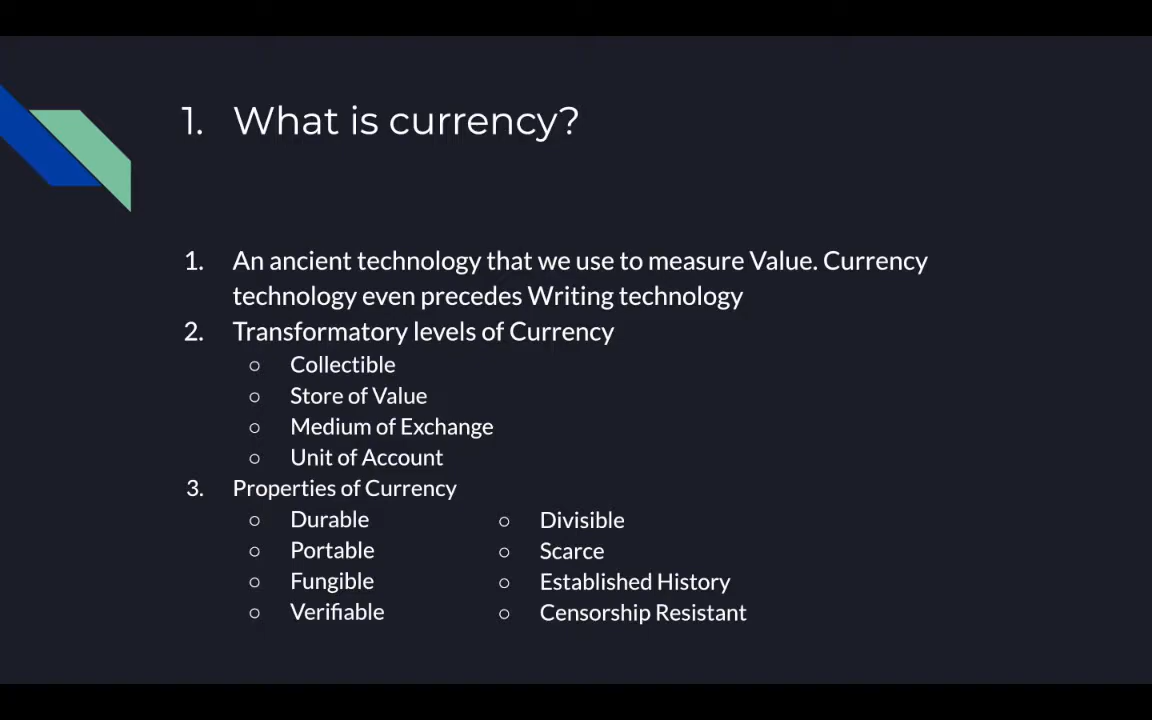 1. What is currency?
1. An ancient technology that we use to measure Value. Currency
technology even precedes Writing technology
2. Transformatory levels of Currency
○ Collectible
○ Store of Value
○ Medium of Exchange
○ Unit of Account
3. Properties of Currency
○ Durable
○ Portable
○ Fungible
○ Verifiable
○ Divisible
○ Scarce
○ Established History
○ Censorship Resistant